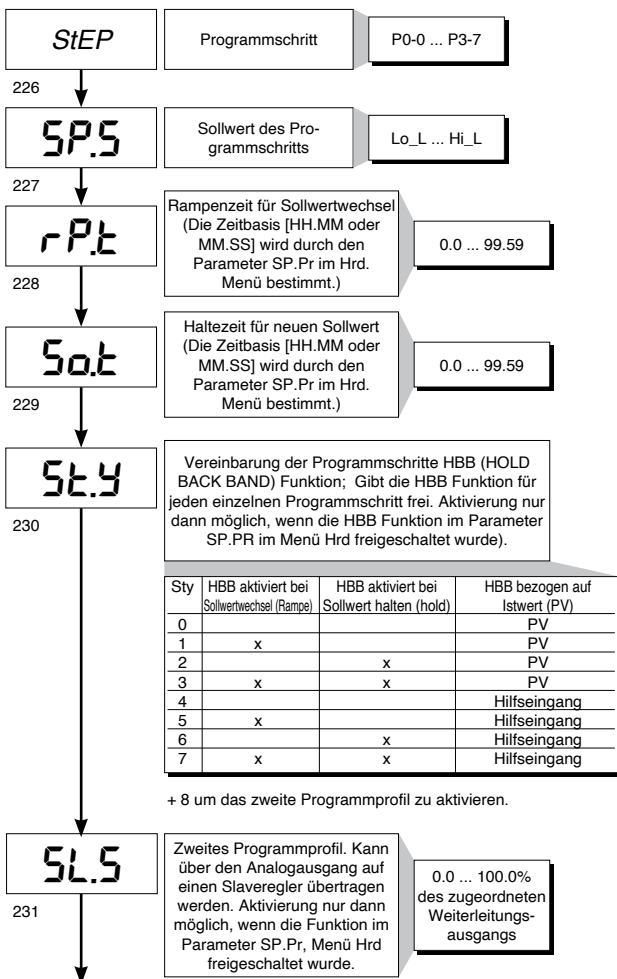 StEP
Programmschritt
P0-0 ... P3-7
226
SP.S
Sollwert des Pro-
grammschritts
Lo_L ... Hi_L
227
rP.t
Rampenzeit für Sollwertwechsel
(Die Zeitbasis [HH.MM oder
MM.SS] wird durch den
Parameter SP.Pr im Hrd.
Menü bestimmt.)
0.0 ... 99.59
228
So.t
Haltezeit für neuen Sollwert
(Die Zeitbasis [HH.MM oder
MM.SS] wird durch den
Parameter SP.Pr im Hrd.
Menü bestimmt.)
0.0 ... 99.59
229
St.y
Vereinbarung der Programmschritte HBB (HOLD
BACK BAND) Funktion; Gibt die HBB Funktion für
jeden einzelnen Programmschritt frei. Aktivierung nur
dann möglich, wenn die HBB Funktion im Parameter
SP.PR im Menü Hrd freigeschaltet wurde).
230
Sty HBB aktiviert bei HBB aktiviert bei HBB bezogen auf
Sollwertwechsel (Rampe) Sollwert halten (hold) Istwert (PV)
0 PV
1 x PV
2 x PV
3 x x PV
4 Hilfseingang
5 x Hilfseingang
6 x Hilfseingang
7 x x Hilfseingang
+ 8 um das zweite Programmprofil zu aktivieren.
SL.S
Zweites Programmprofil. Kann
über den Analogausgang auf
einen Slaveregler übertragen
werden. Aktivierung nur dann
möglich, wenn die Funktion im
Parameter SP.Pr, Menü Hrd
freigeschaltet wurde.
0.0 ... 100.0%
des zugeordneten
Weiterleitungs-
ausgangs
231